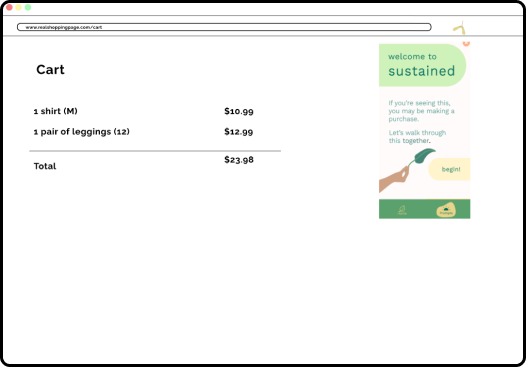 www.realshoppingpage.com/cart
Cart
1 shirt (M) $10.99
1 pair of leggings (12) $12.99
Total $23.98
welcome to
sustained
If you're seeing this,
you may be making a
purchase.
Let's walk through
this together.
begin!